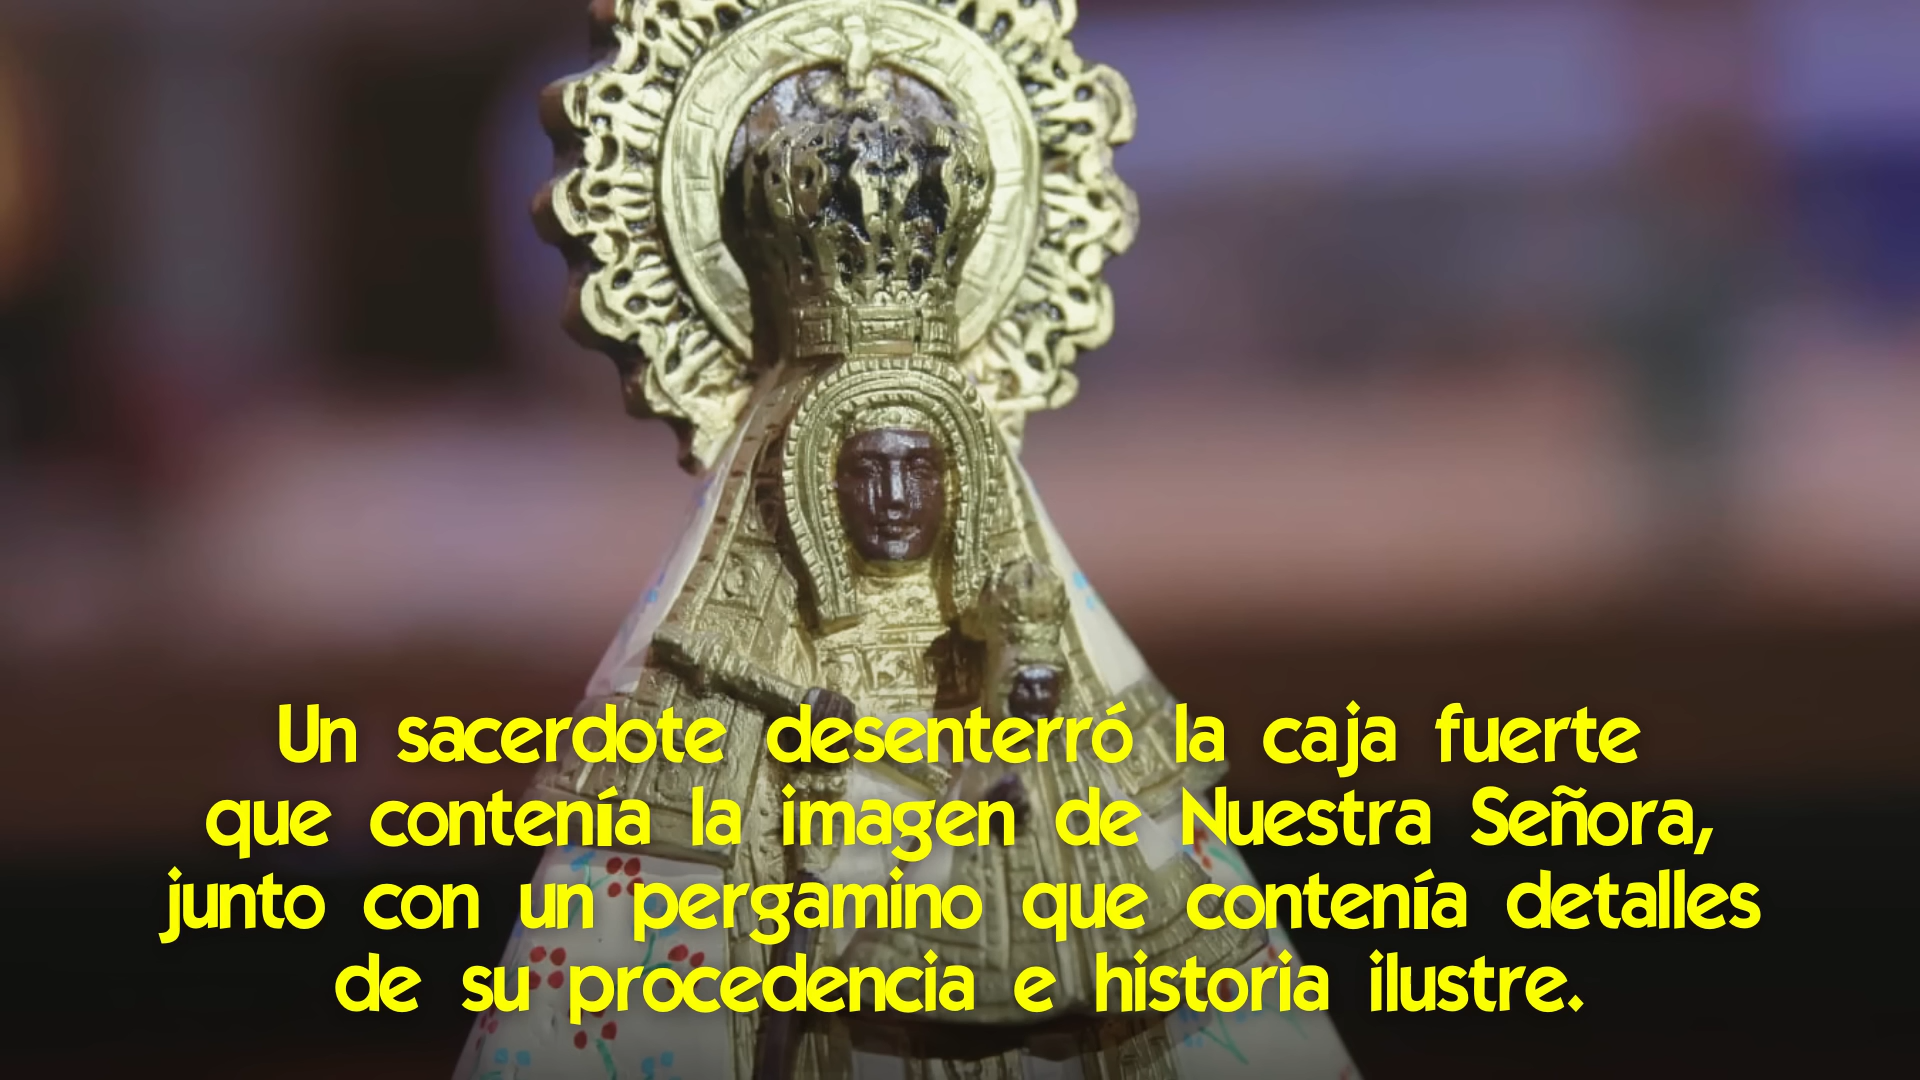 Un sacerdote desenterró la caja fuerte
que contenía la imagen de Nuestra Señora,
junto con un pergamino que contenía detalles
de su procedencia e historia ilustre.